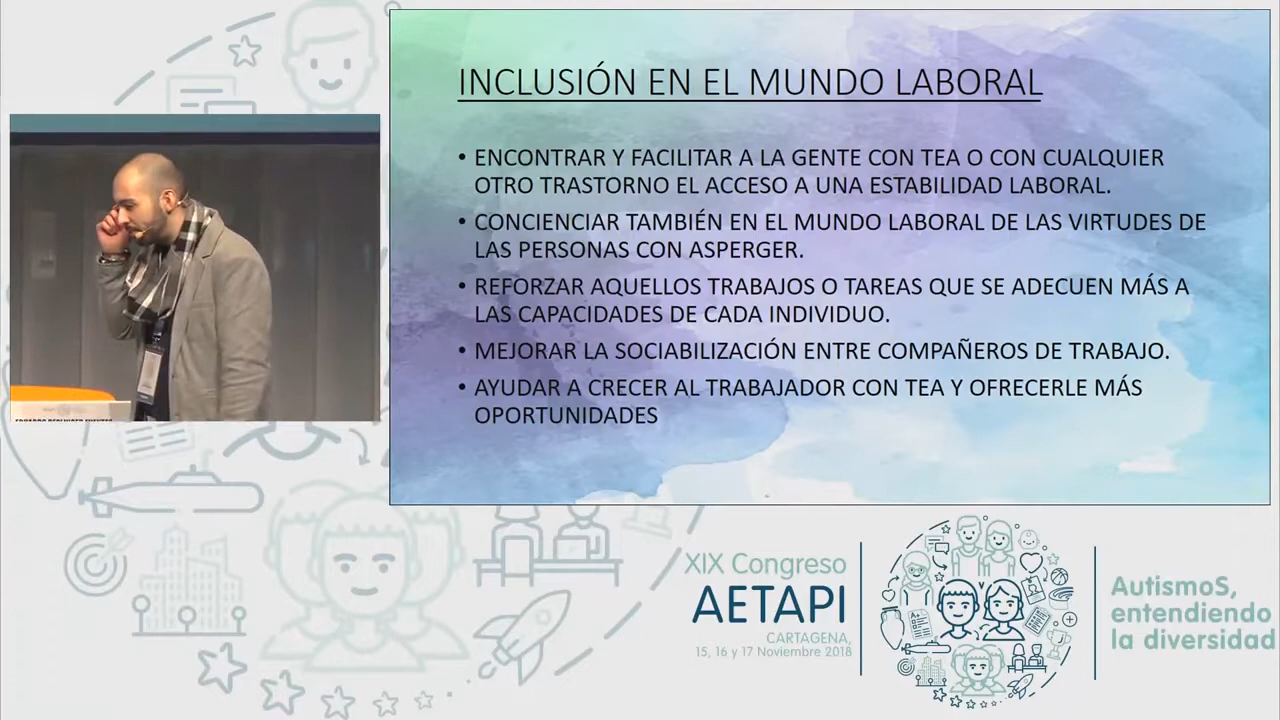 INCLUSIÓN EN EL MUNDO LABORAL
• ENCONTRAR Y FACILITAR A LA GENTE CON TEA O CON CUALQUIER
OTRO TRASTORNO EL ACCESO A UNA ESTABILIDAD LABORAL.
• CONCIENCIAR TAMBIÉN EN EL MUNDO LABORAL DE LAS VIRTUDES DE
LAS PERSONAS CON ASPERGER.
• REFORZAR AQUELLOS TRABAJOS O TAREAS QUE SE ADECUEN MÁS A
LAS CAPACIDADES DE CADA INDIVIDUO.
• MEJORAR LA SOCIABILIZACIÓN ENTRE COMPAÑEROS DE TRABAJO.
• AYUDAR A CRECER AL TRABAJADOR CON TEA Y OFRECERLE MÁS
OPORTUNIDADES
XIX Congreso
AETAPI
CARTAGENA,
15, 16 y 17 Noviembre 2018
AutismoS,
entendiendo
la diversidad